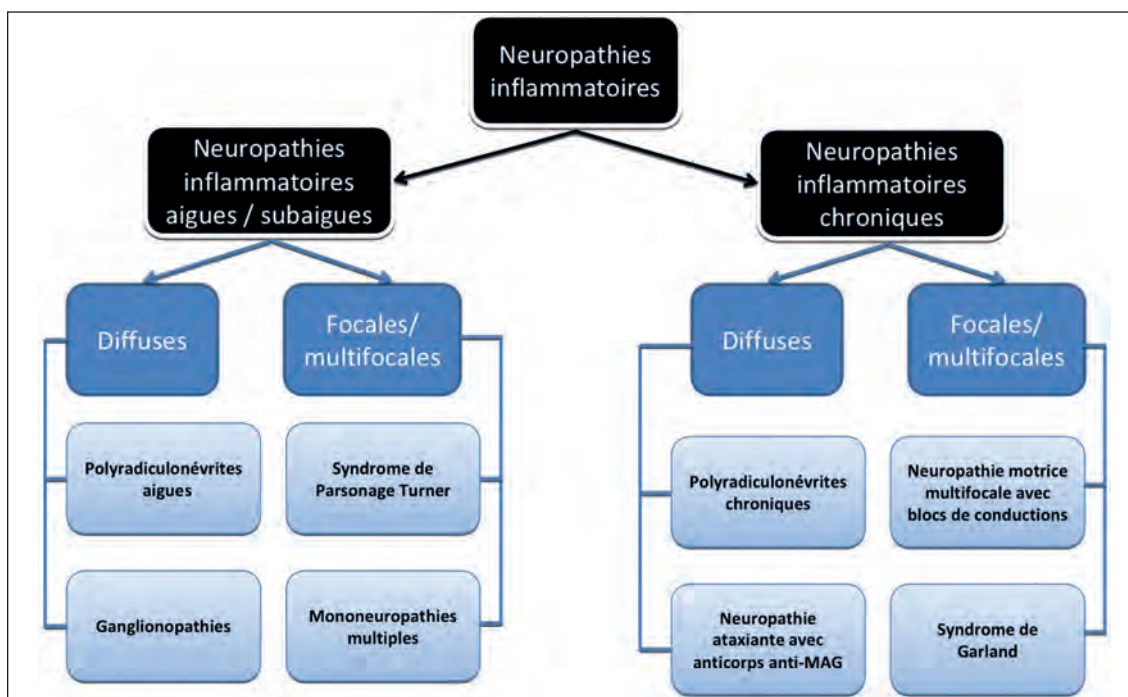 Neuropathies
inflammatoires
Neuropathies
inflammatoires
aigues / subaigues
Neuropathies
inflammatoires
chroniques
Diffuses
Focales/
multifocales
Diffuses
Focales/
multifocales
Polyradiculonévrites
aigues
Syndrome de
Parsonage Turner
Polyradiculonévrites
chroniques
Neuropathie motrice
multifocale avec
blocs de conductions
Ganglionopathies
Mononeuropathies
multiples
Neuropathie
ataxiante avec
anticorps anti-MAG
Syndrome de
Garland